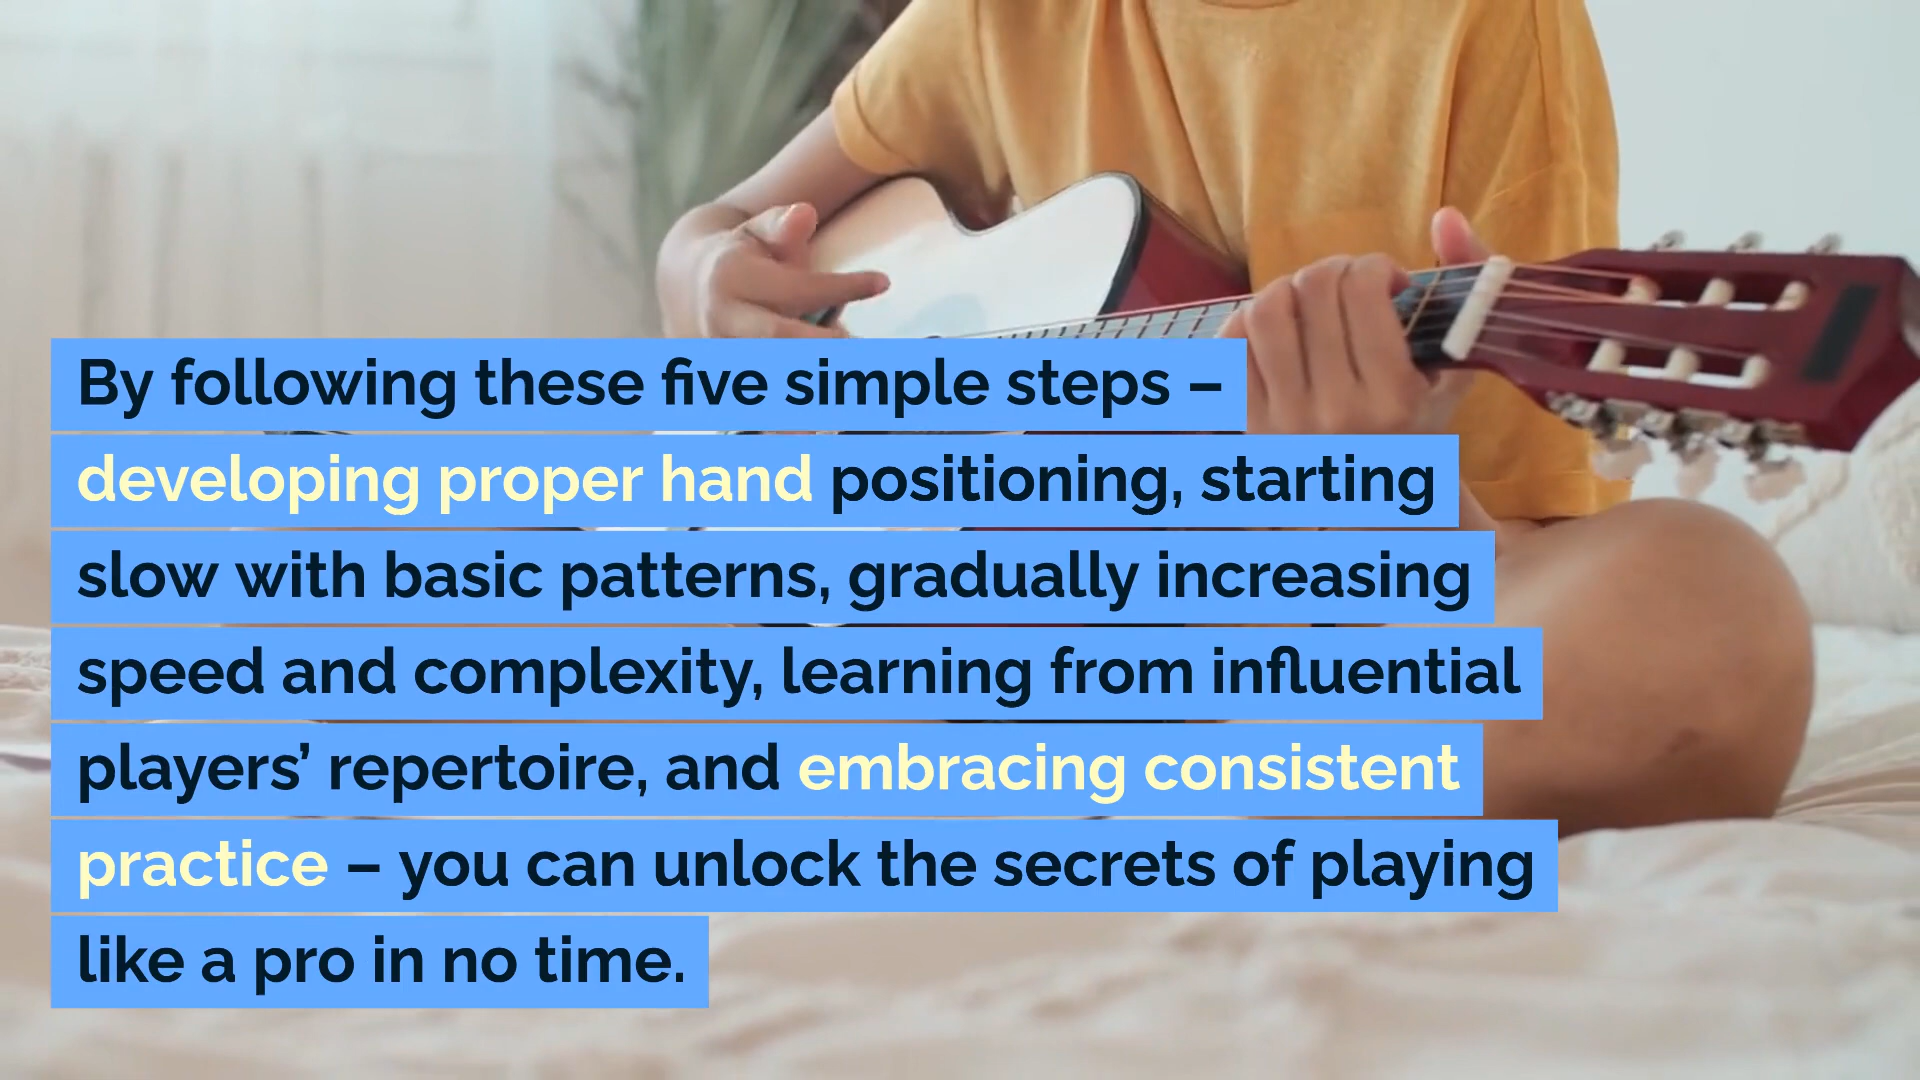 By following these five simple steps –
developing proper hand positioning, starting
slow with basic patterns, gradually increasing
speed and complexity, learning from influential
players’ repertoire, and embracing consistent
practice – you can unlock the secrets of playing
like a pro in no time.